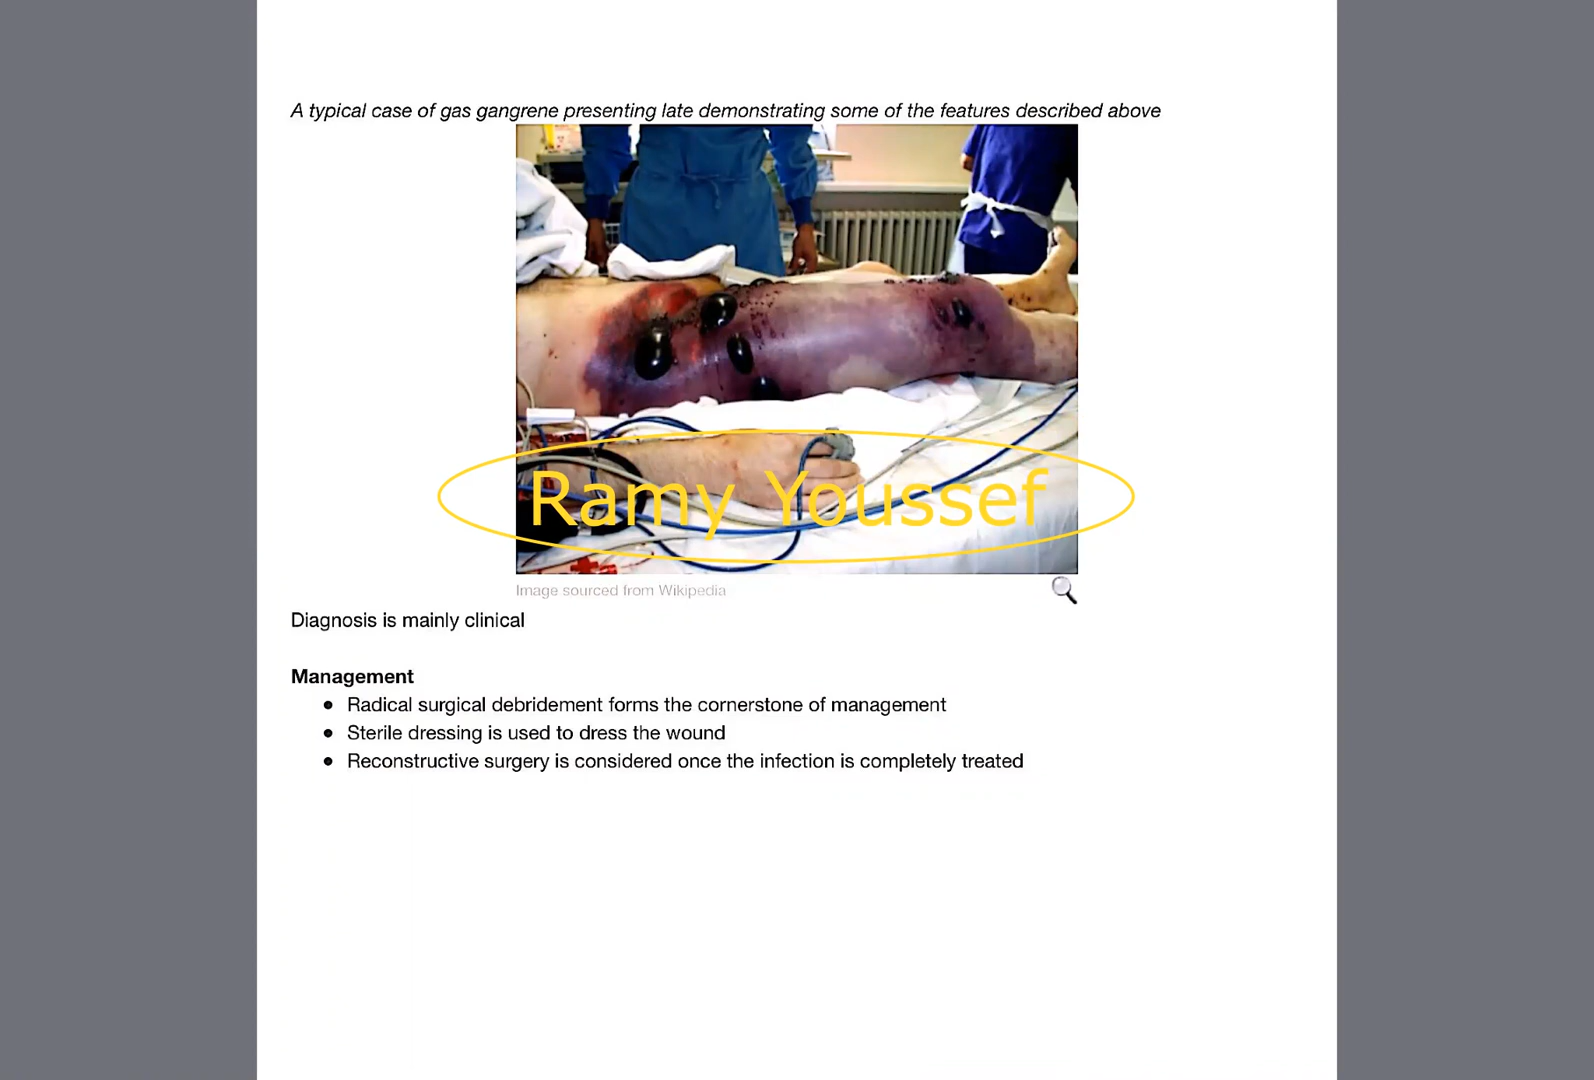 A typical case of gas gangrene presenting late demonstrating some of the features described above
Ramy Youssef
Image sourced from Wikipedia
Diagnosis is mainly clinical
Management
● Radical surgical debridement forms the cornerstone of management
● Sterile dressing is used to dress the wound
● Reconstructive surgery is considered once the infection is completely treated